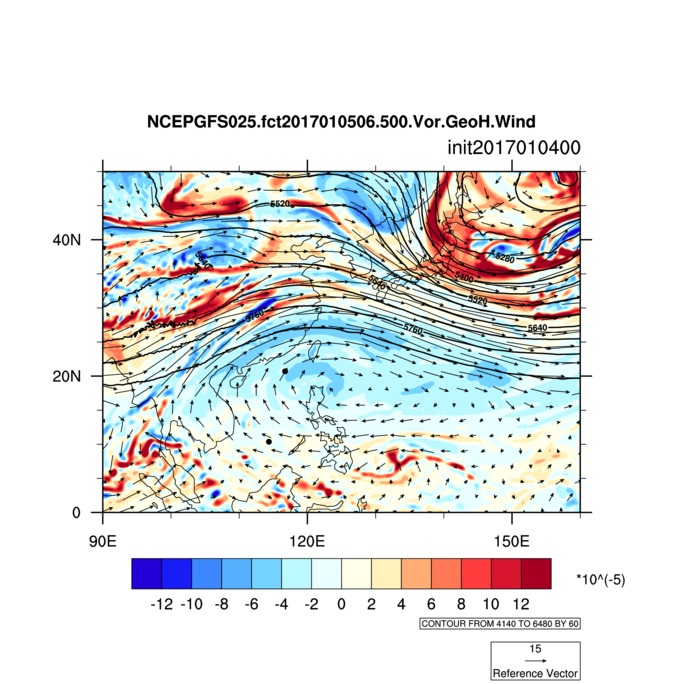 NCEPGFS025.fct2017010506.500.Vor.GeoH.Wind
init2017010400
5520
40N
5280
5400
5520
5760
5640
5760
20N
0
90E 120E 150E
-12 -10 -8 -6 -4 -2 0 2 4 6 8 10 12
*10^(-5)
CONTOUR FROM 4140 TO 6480 BY 60
15
Reference Vector